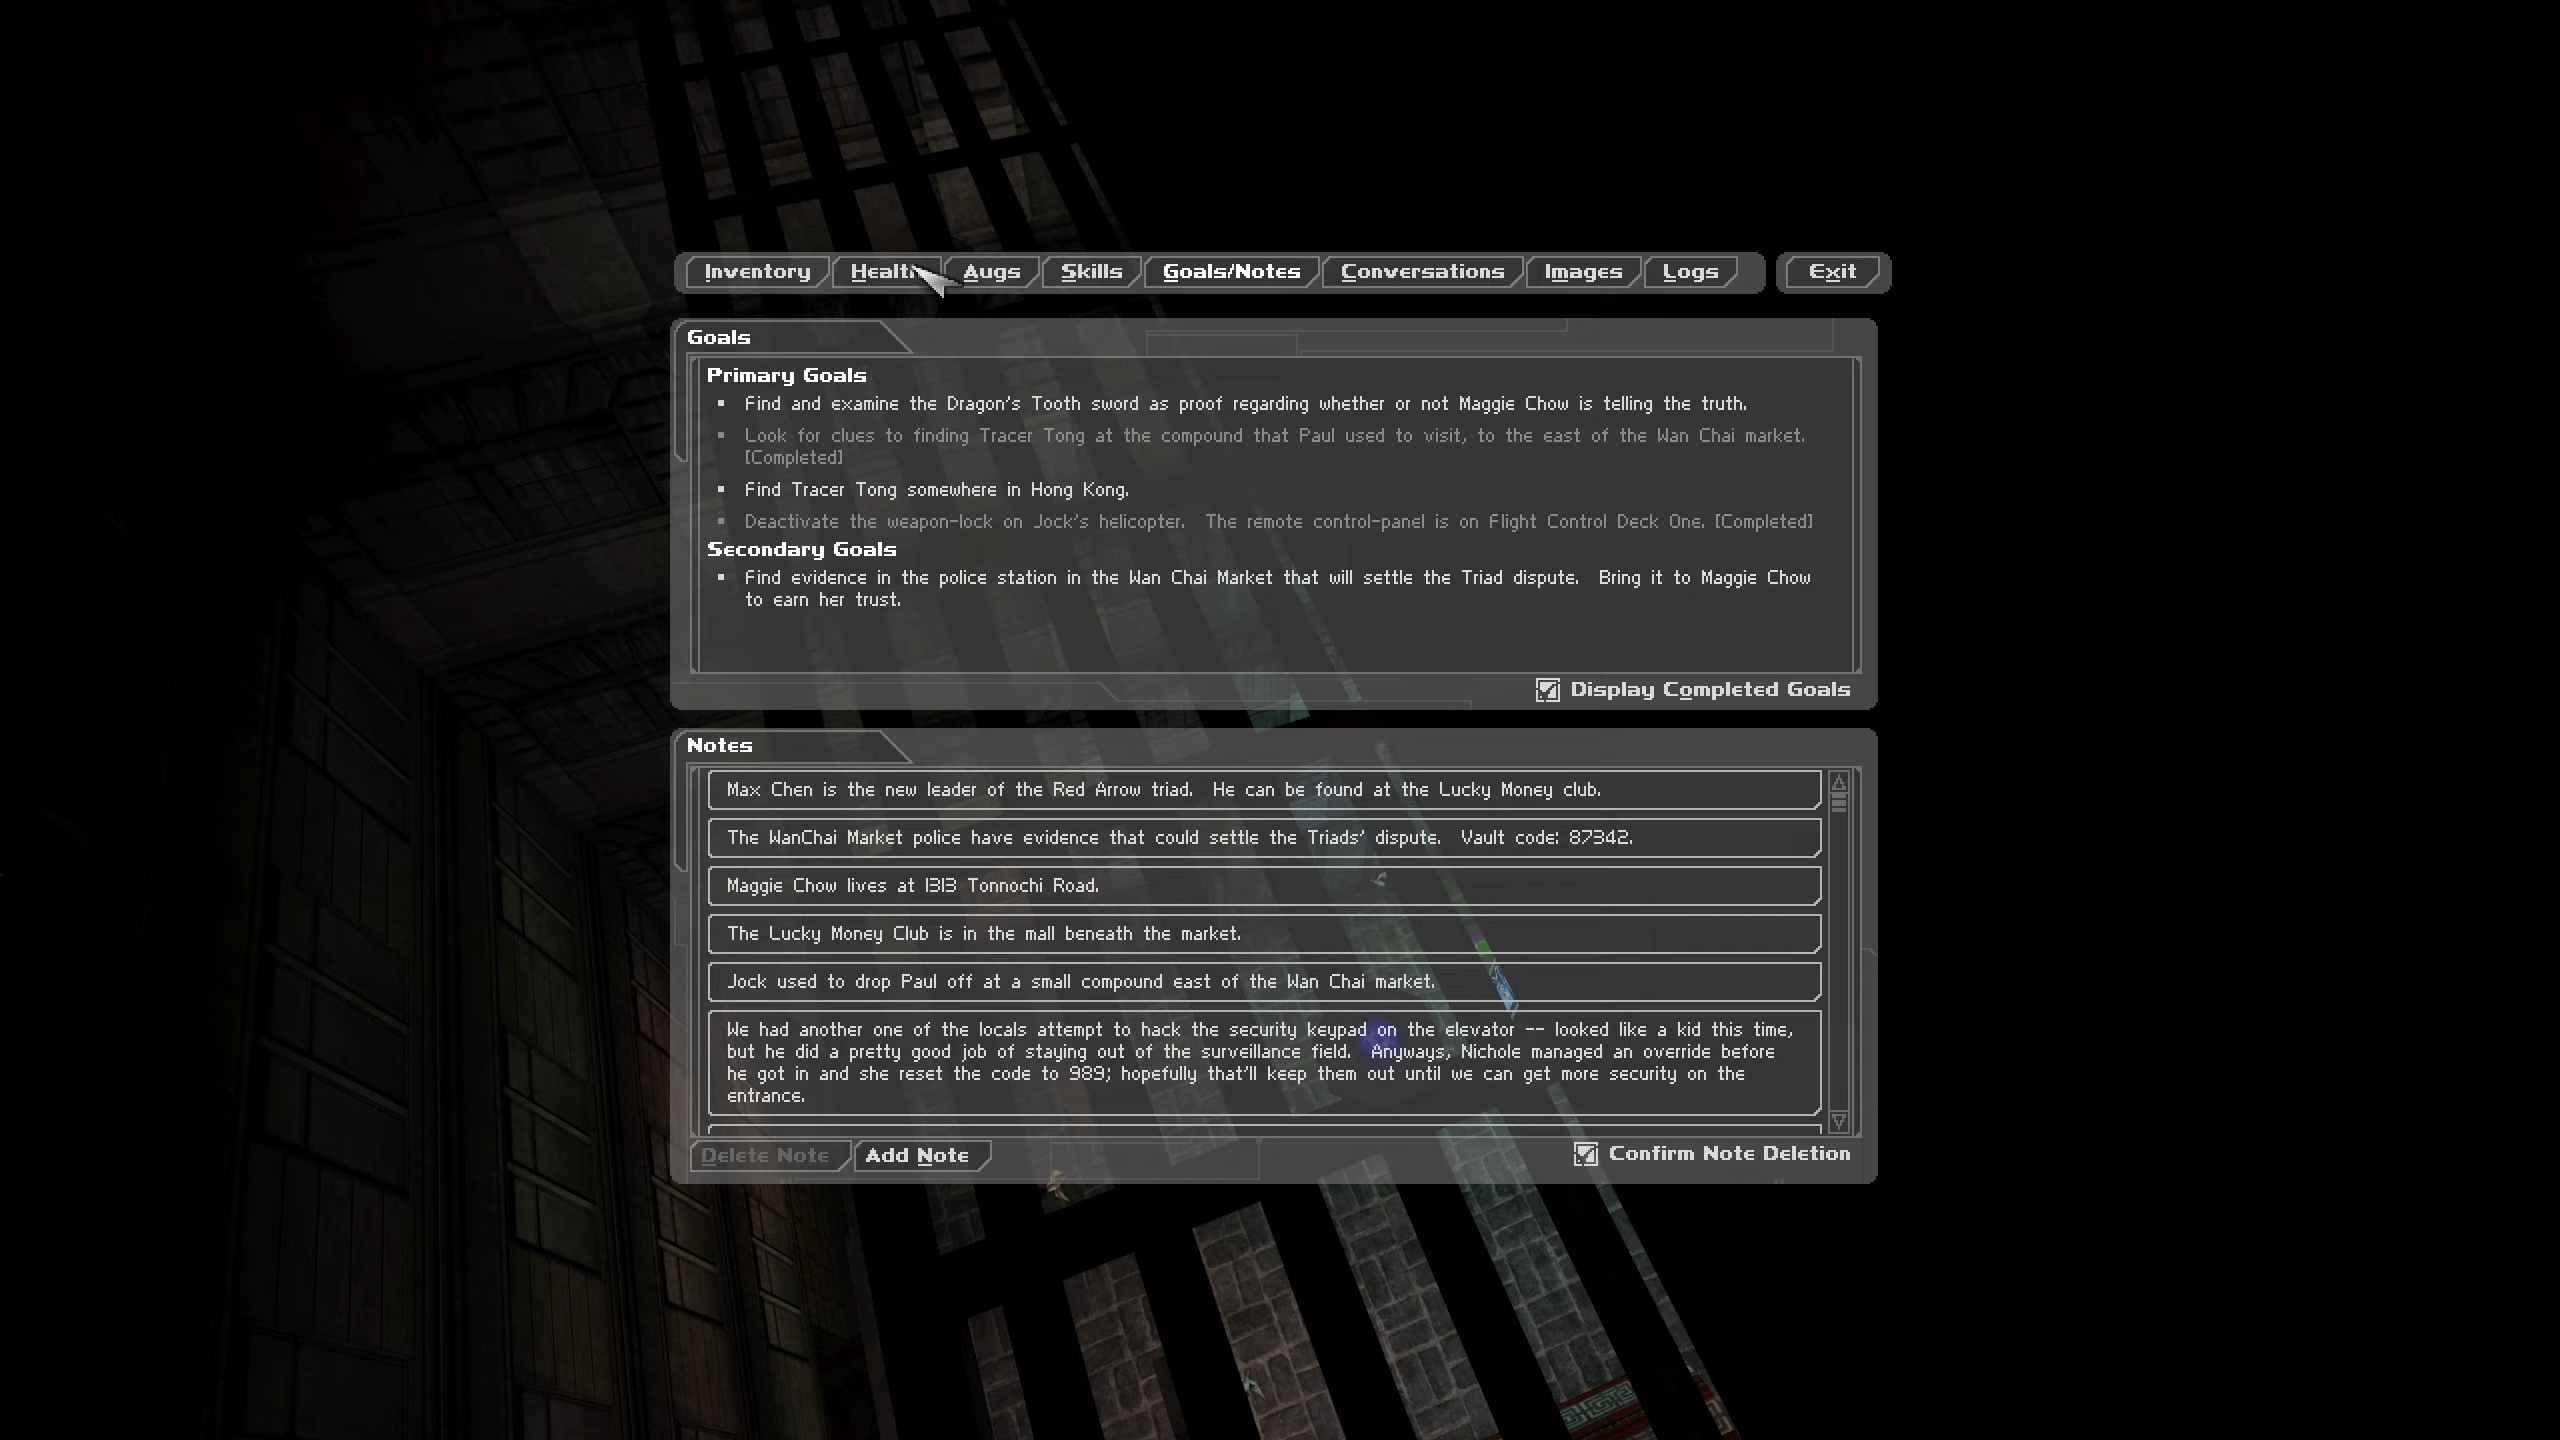 Inventory Health Augs Skills Goals/Notes Conversations Images Logs Exit
Goals
Primary Goals
Find and examine the Dragon's Tooth sword as proof regarding whether or not Maggie Chow is telling the truth.
Look for clues to finding Tracer Tong at the compound that Paul used to visit, to the east of the Wan Chai market.
[Completed]
Find Tracer Tong somewhere in Hong Kong.
Deactivate the weapon-lock on Jock's helicopter. The remote control-panel is on Flight Control Deck One. [Completed]
Secondary Goals
Find evidence in the police station in the Wan Chai Market that will settle the Triad dispute. Bring it to Maggie Chow
to earn her trust.
Display Completed Goals
Notes
Max Chen is the new leader of the Red Arrow triad. He can be found at the Lucky Money club.
The WanChai Market police have evidence that could settle the Triads' dispute. Vault code: 87342.
Maggie Chow lives at 1313 Tonnochi Road.
The Lucky Money Club is in the mall beneath the market.
Jock used to drop Paul off at a small compound east of the Wan Chai market.
We had another one of the locals attempt to hack the security keypad on the elevator -- looked like a kid this time,
but he did a pretty good job of staying out of the surveillance field. Anyways, Nichole managed an override before
he got in and she reset the code to 989; hopefully that'll keep them out until we can get more security on the
entrance.
Delete Note Add Note Confirm Note Deletion